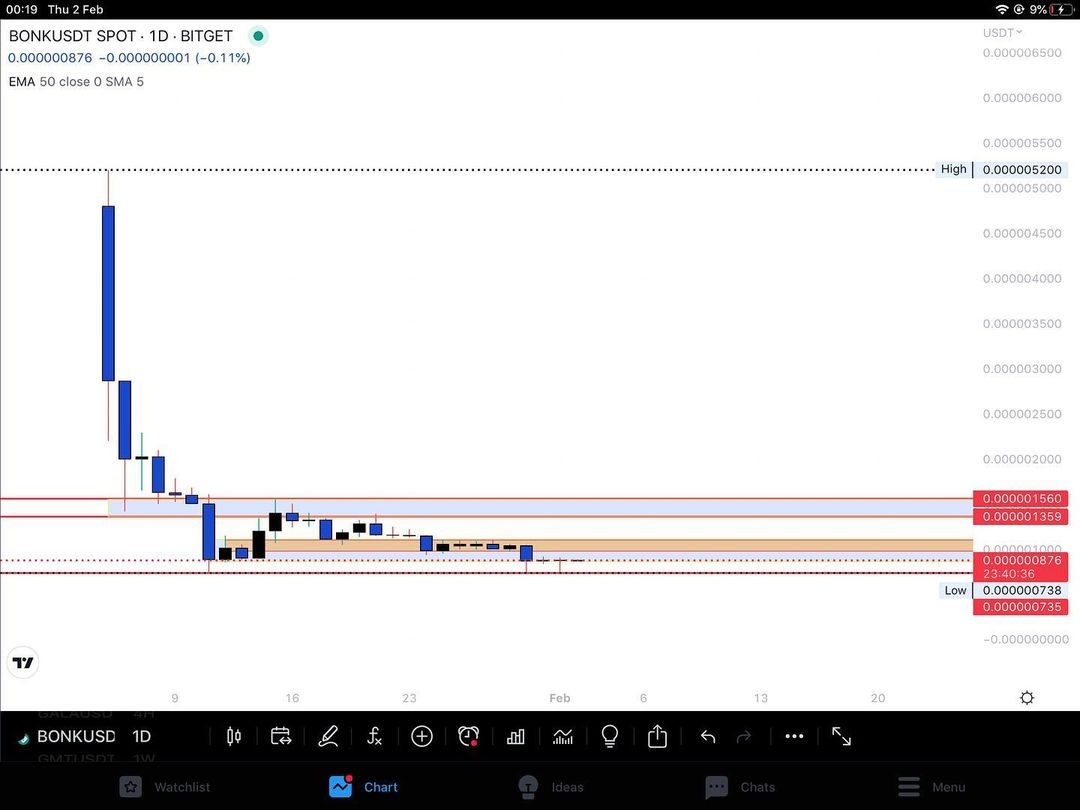 00:19 Thu 2 Feb 9%
BONKUSDT SPOT · 1D · BITGET
USDT
0.000000876 −0.000000001 (−0.11%)
0.000006500
EMA 50 close 0 SMA 5
0.000006000
0.000005500
High 0.000005200
0.000005000
0.000004500
0.000004000
0.000003500
0.000003000
0.000002500
0.000002000
0.000001560
0.000001359
0.000001000
0.000000876
23:40:36
Low 0.000000738
0.000000735
−0.000000000
9 16 23 Feb 6 13 20
GALAUSD 4H
BONKUSD 1D
GMTUSDT 1W
Watchlist Chart Ideas Chats Menu